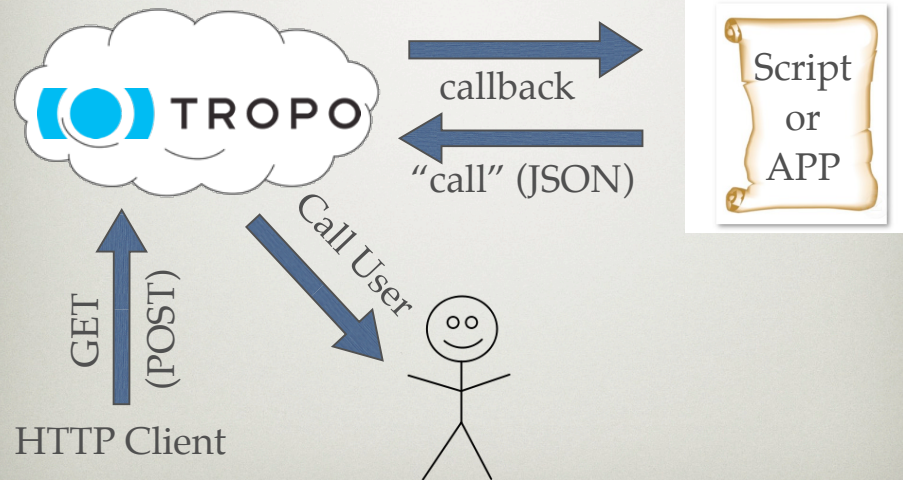 TROPO
callback
“call” (JSON)
Script
or
APP
Call User
GET
(POST)
HTTP Client